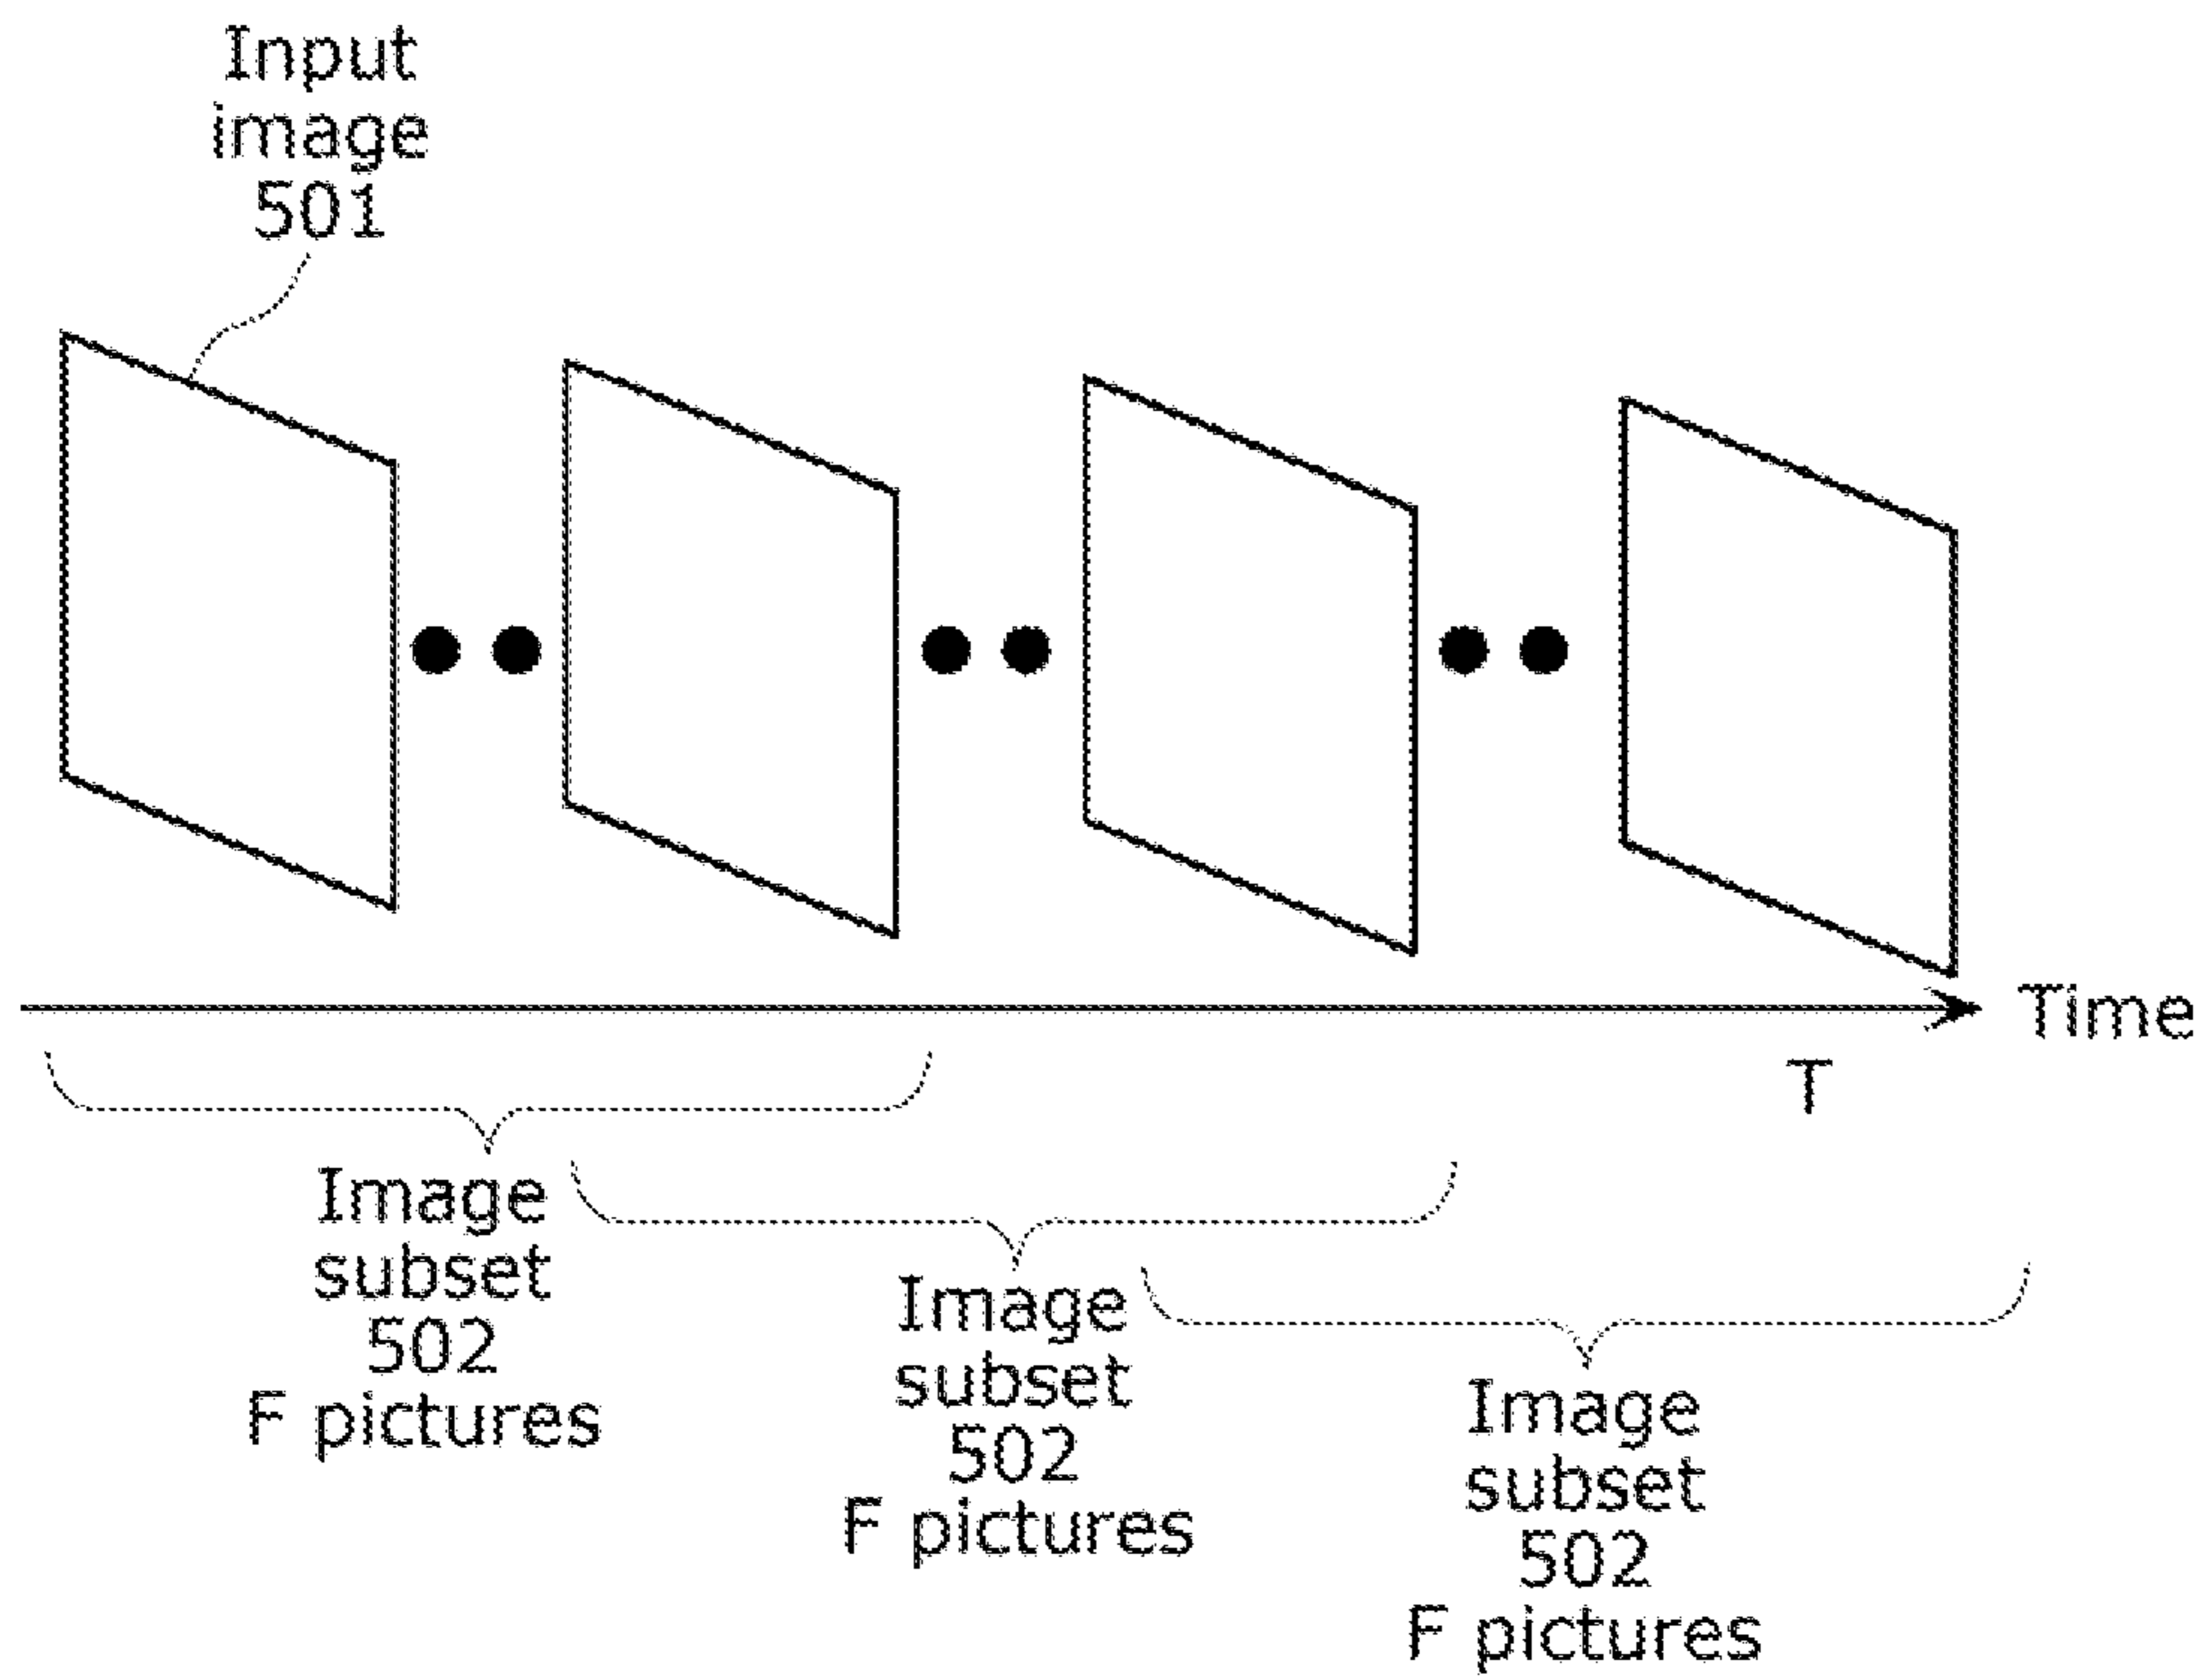 Input
image
501
Time
T
Image
subset
502
F pictures
Image
subset
502
F pictures
Image
subset
502
F pictures